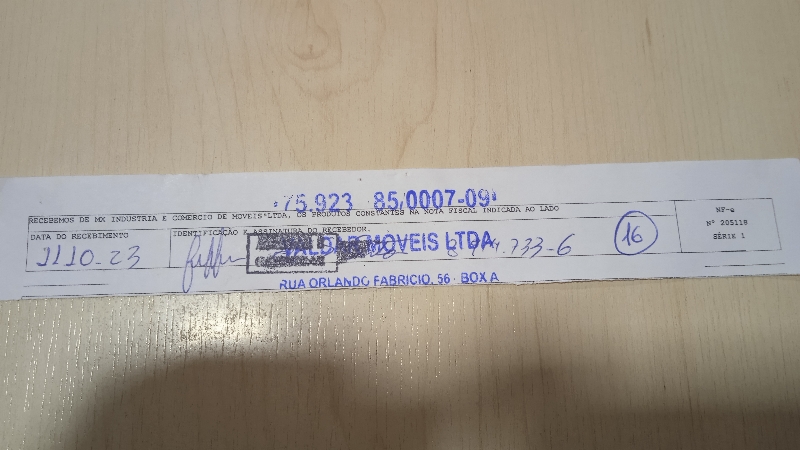 75.923 85/0007-09
RECEBEMOS DE MX INDUSTRIA E COMERCIO DE MOVEIS LTDA, OS PRODUTOS CONSTANTES NA NOTA FISCAL INDICADA AO LADO
DATA DO RECEBIMENTO
IDENTIFICAÇÃO E ASSINATURA DO RECEBEDOR.
11.10.23
MOVEIS LTDA
733-6
16
RUA ORLANDO FABRICIO, 56 - BOX A
NF-e
Nº 205118
SÉRIE 1